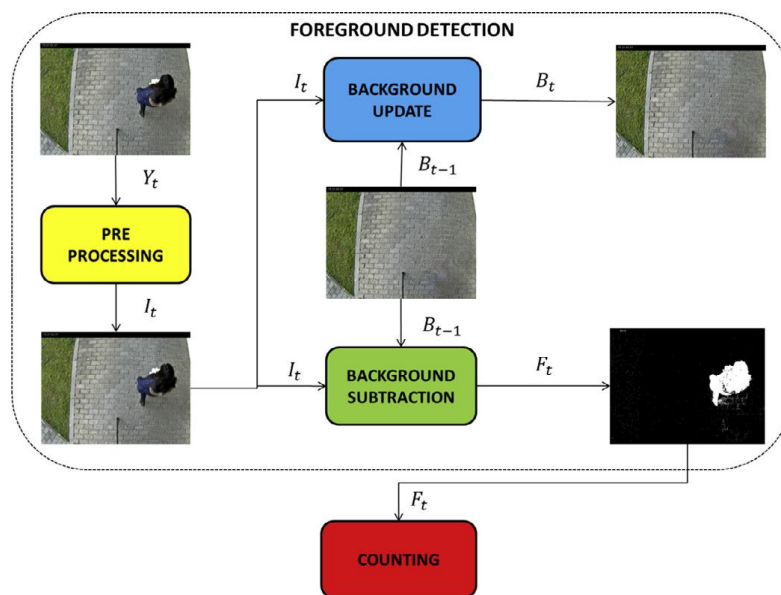 FOREGROUND DETECTION
Y_t
PRE
PROCESSING
I_t
I_t
BACKGROUND
UPDATE
B_t
B_{t-1}
B_{t-1}
I_t
BACKGROUND
SUBTRACTION
F_t
F_t
COUNTING